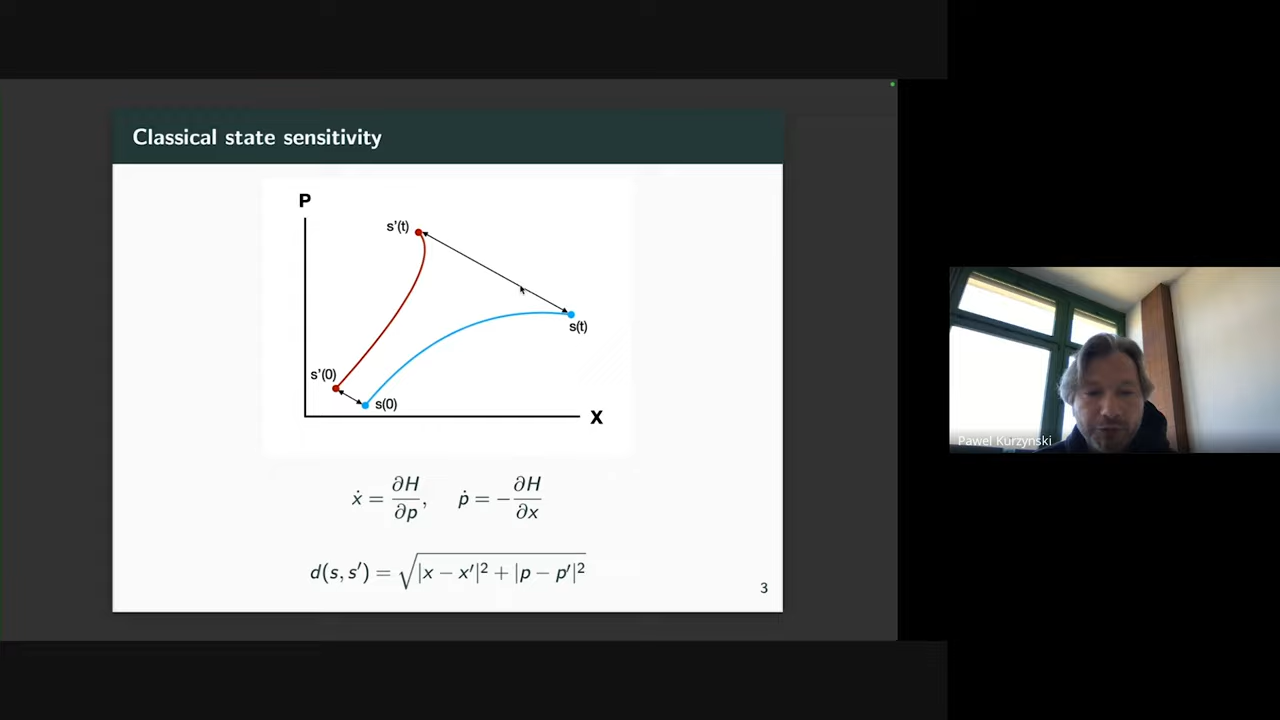 Classical state sensitivity
P
s'(t)
s(t)
s'(0)
s(0)
X
ẋ = ∂H/∂p, ṗ = −∂H/∂x
d(s, s′) = √(|x − x′|² + |p − p′|²)
3
Pawel Kurzynski